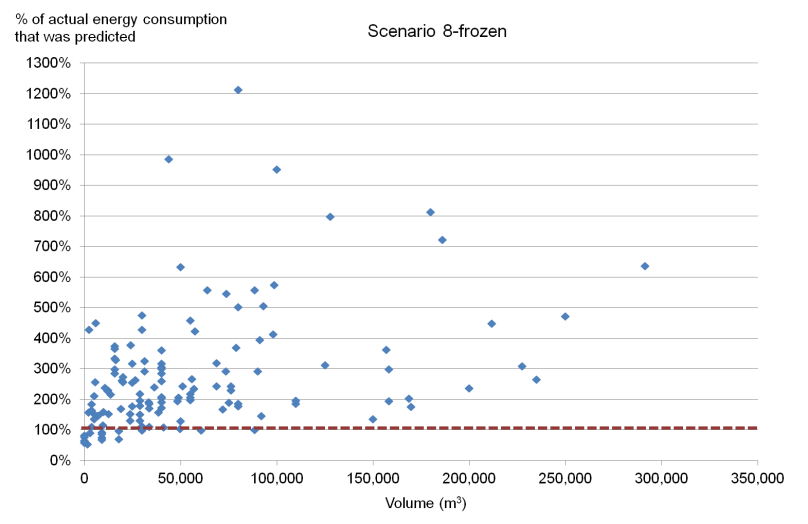 % of actual energy consumption
that was predicted
Scenario 8-frozen
1300%
1200%
1100%
1000%
900%
800%
700%
600%
500%
400%
300%
200%
100%
0%
0 50,000 100,000 150,000 200,000 250,000 300,000 350,000
Volume (m³)